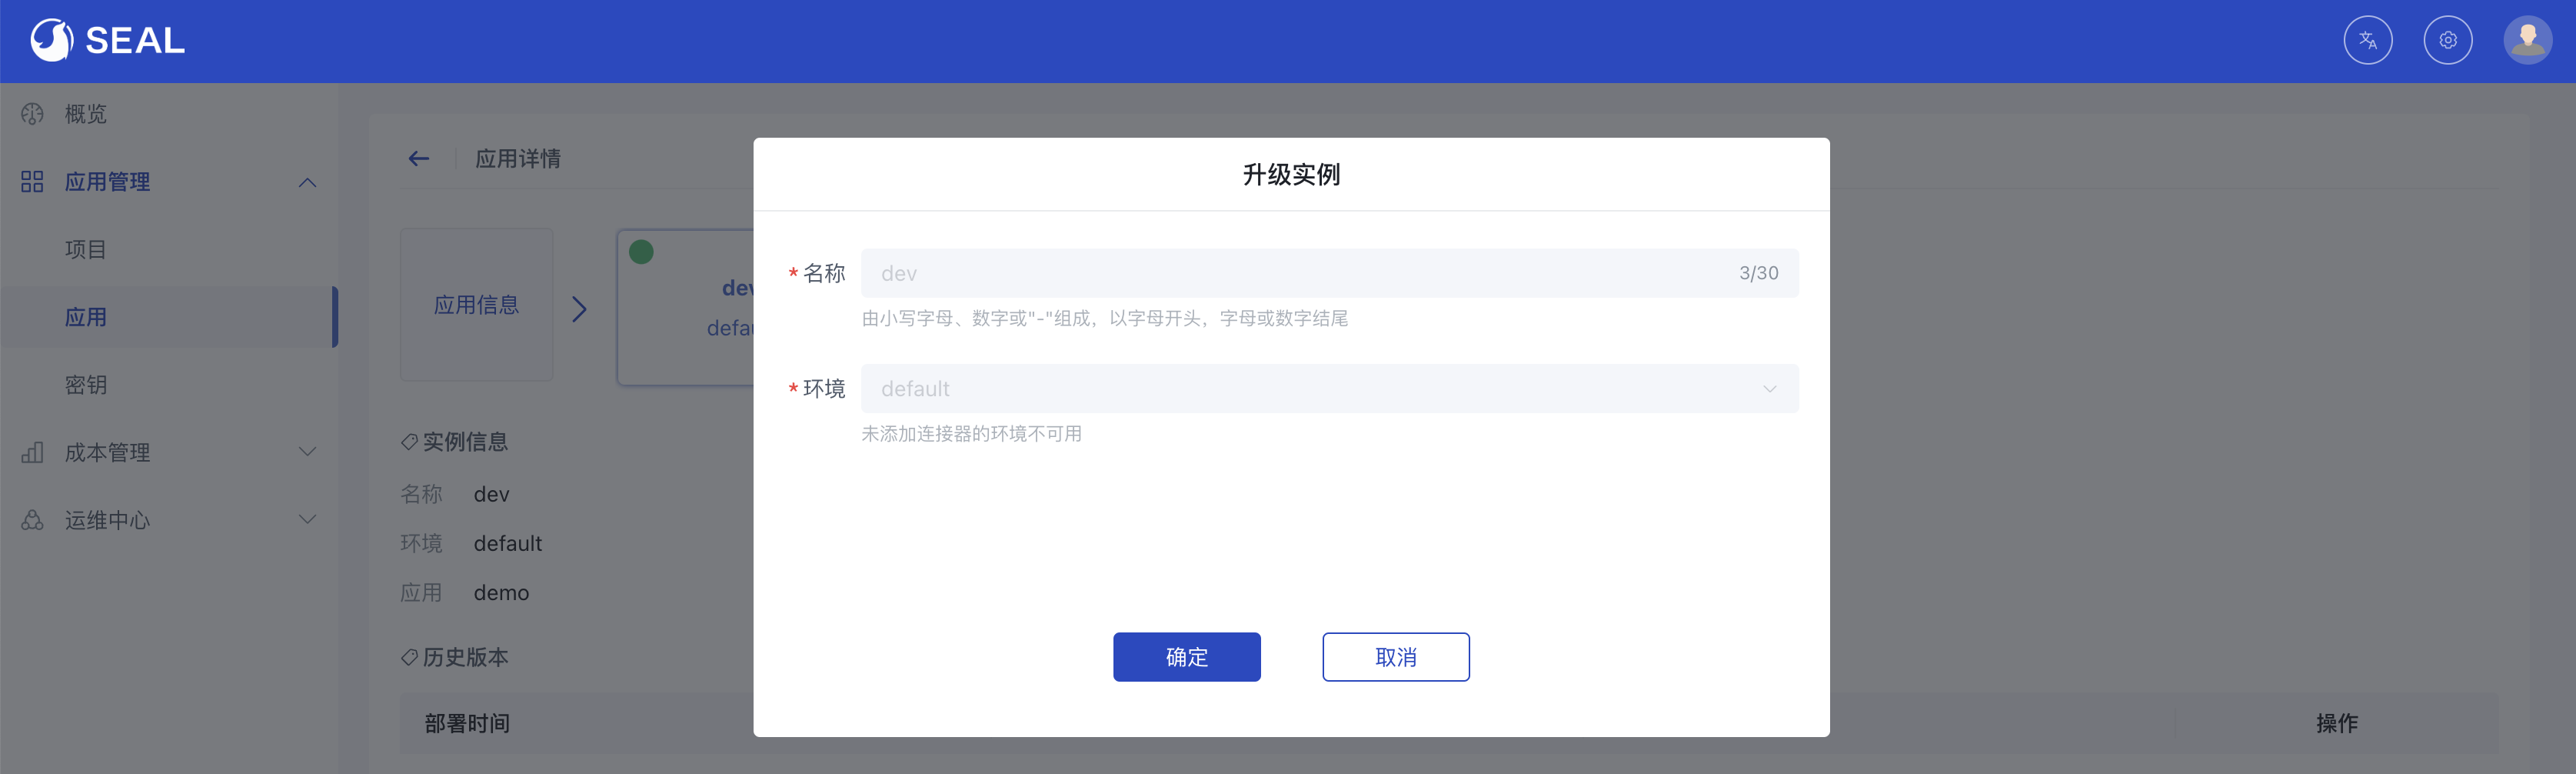 SEAL
概览
应用管理
项目
应用
密钥
成本管理
运维中心
应用详情
应用信息
dev
defau
实例信息
名称 dev
环境 default
应用 demo
历史版本
部署时间
操作
升级实例
* 名称 dev 3/30
由小写字母、数字或"-"组成，以字母开头，字母或数字结尾
* 环境 default
未添加连接器的环境不可用
确定 取消